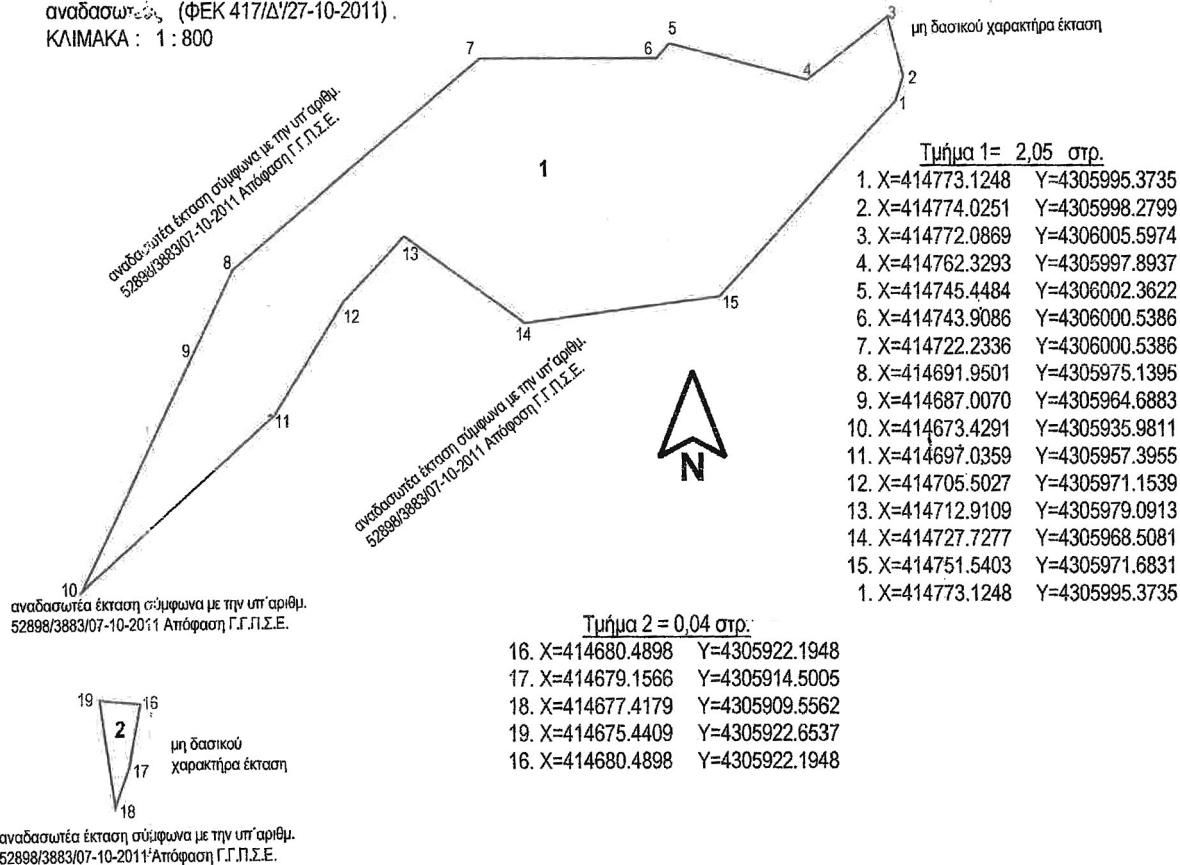 αναδασωτέας (ΦΕΚ 417/Δ'/27-10-2011).
ΚΛΙΜΑΚΑ : 1 : 800
3
μη δασικού χαρακτήρα έκταση
5
7
6
4
2
1
αναδασωτέα έκταση σύμφωνα με την υπ΄αριθμ.
52898/3883/07-10-2011 Απόφαση Γ.Γ.Π.Σ.Ε.
1
8
13
15
12
14
9
11
αναδασωτέα έκταση σύμφωνα με την υπ΄αριθμ.
52898/3883/07-10-2011 Απόφαση Γ.Γ.Π.Σ.Ε.
N
10
αναδασωτέα έκταση σύμφωνα με την υπ΄αριθμ.
52898/3883/07-10-2011 Απόφαση Γ.Γ.Π.Σ.Ε.
Τμήμα 1= 2,05 στρ.
1. X=414773.1248 Y=4305995.3735
2. X=414774.0251 Y=4305998.2799
3. X=414772.0869 Y=4306005.5974
4. X=414762.3293 Y=4305997.8937
5. X=414745.4484 Y=4306002.3622
6. X=414743.9086 Y=4306000.5386
7. X=414722.2336 Y=4306000.5386
8. X=414691.9501 Y=4305975.1395
9. X=414687.0070 Y=4305964.6883
10. X=414673.4291 Y=4305935.9811
11. X=414697.0359 Y=4305957.3955
12. X=414705.5027 Y=4305971.1539
13. X=414712.9109 Y=4305979.0913
14. X=414727.7277 Y=4305968.5081
15. X=414751.5403 Y=4305971.6831
1. X=414773.1248 Y=4305995.3735
Τμήμα 2 = 0,04 στρ.
16. X=414680.4898 Y=4305922.1948
17. X=414679.1566 Y=4305914.5005
18. X=414677.4179 Y=4305909.5562
19. X=414675.4409 Y=4305922.6537
16. X=414680.4898 Y=4305922.1948
19
16
2
17
18
μη δασικού
χαρακτήρα έκταση
αναδασωτέα έκταση σύμφωνα με την υπ΄αριθμ.
52898/3883/07-10-2011 Απόφαση Γ.Γ.Π.Σ.Ε.